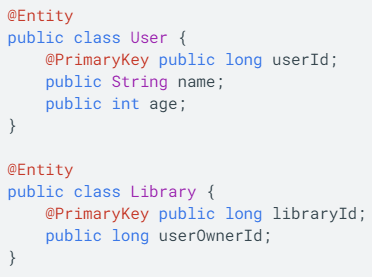 @Entity
public class User {
    @PrimaryKey public long userId;
    public String name;
    public int age;
}

@Entity
public class Library {
    @PrimaryKey public long libraryId;
    public long userOwnerId;
}